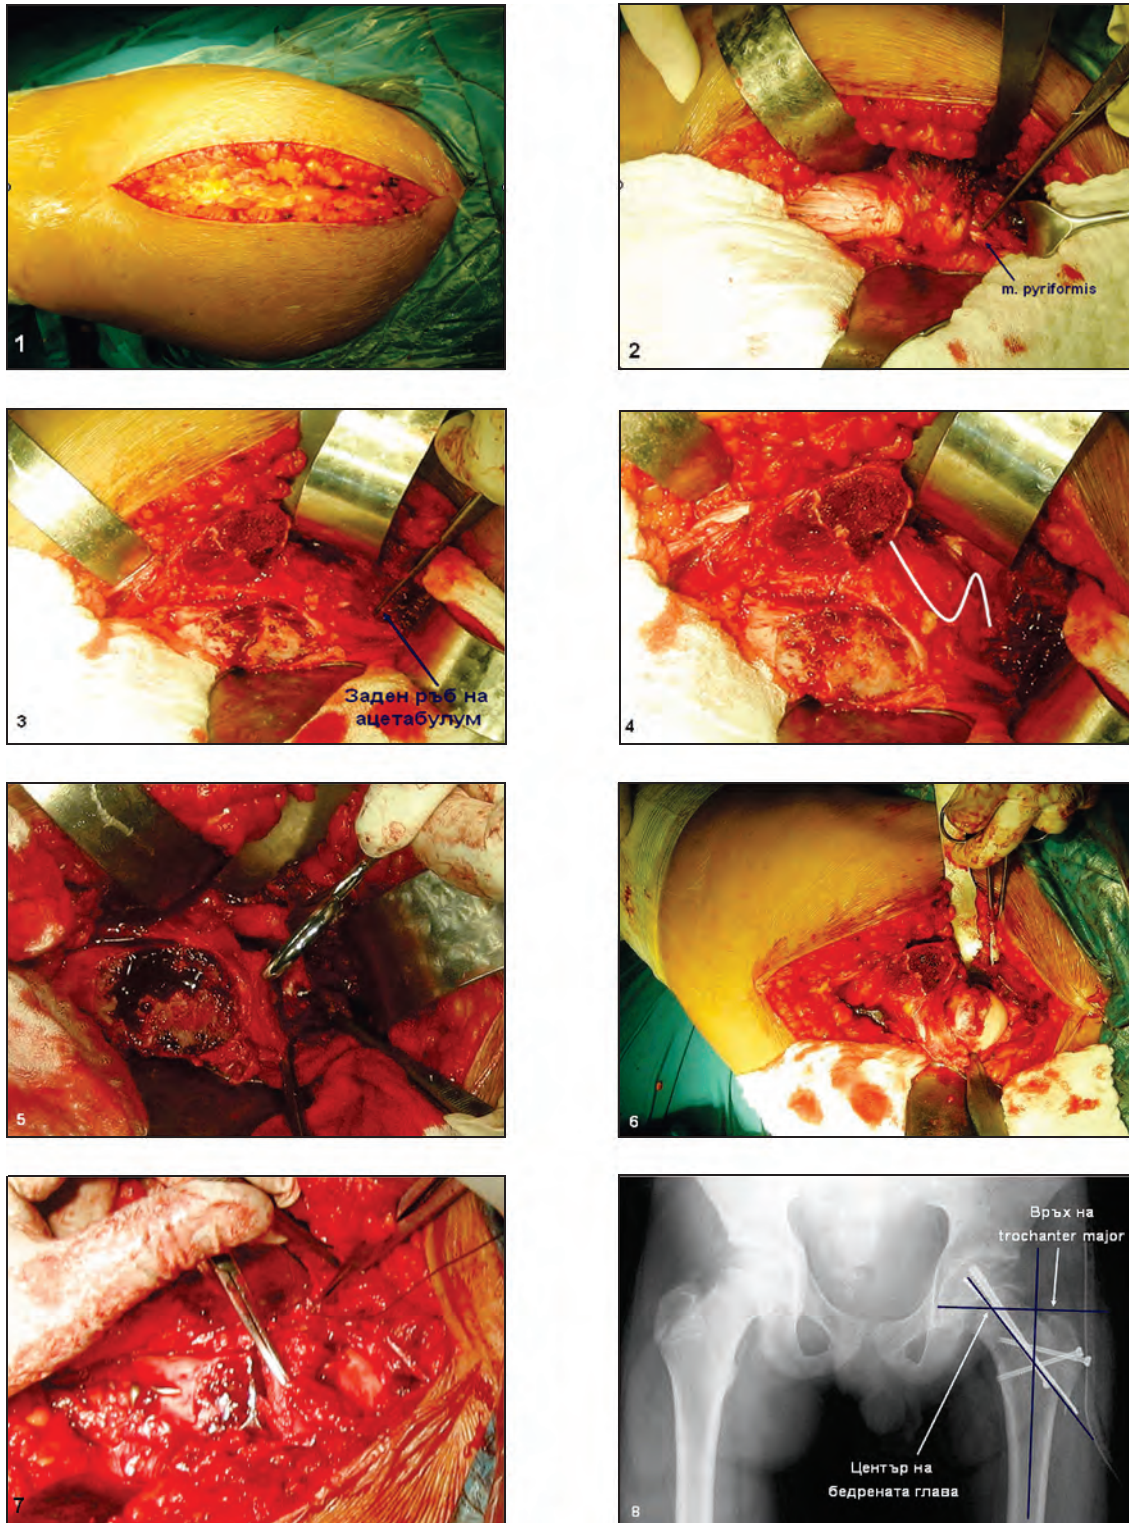 1
m. pyriformis
2
Заден ръб на
ацетабулум
3
4
5
6
7
Връх на
trochanter major
Център на
бедрената глава
8